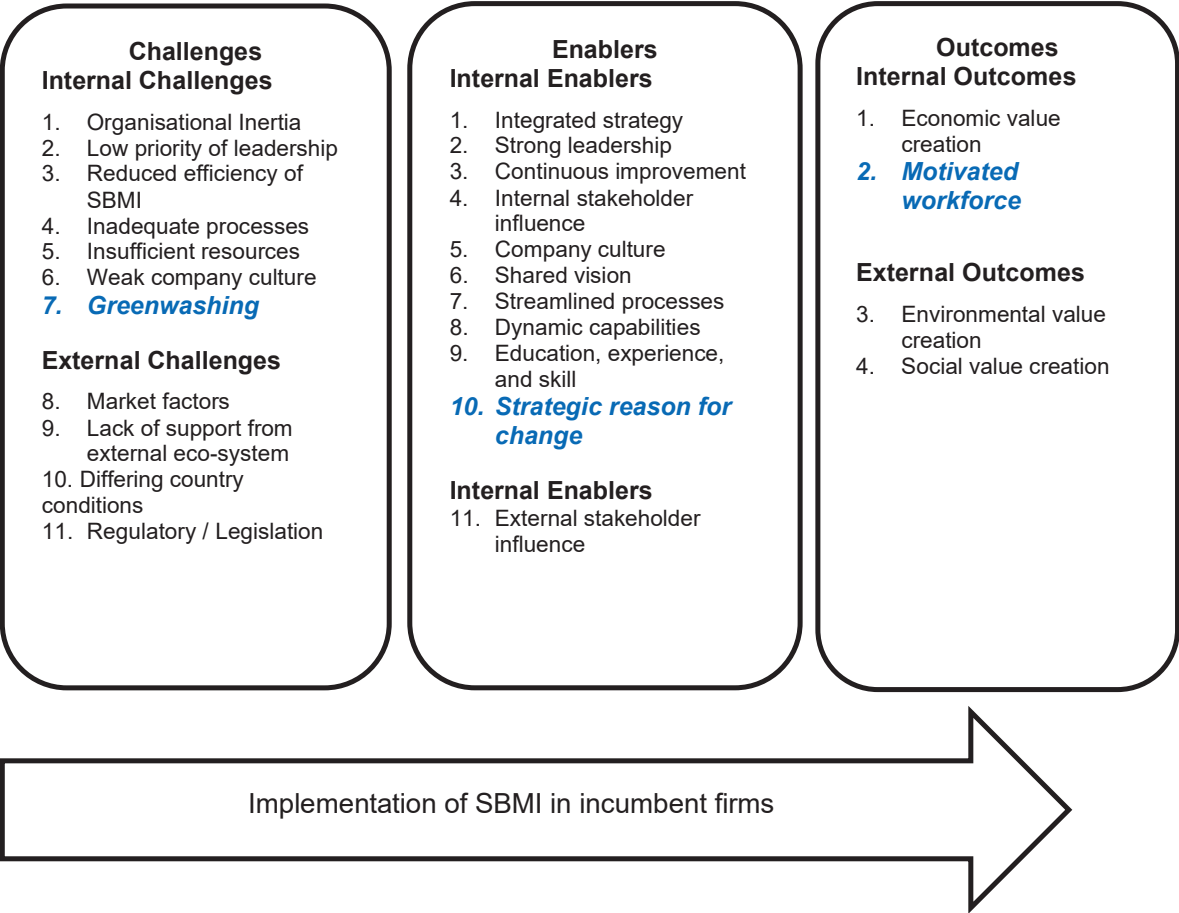 Challenges
Internal Challenges
1. Organisational Inertia
2. Low priority of leadership
3. Reduced efficiency of
SBMI
4. Inadequate processes
5. Insufficient resources
6. Weak company culture
7. Greenwashing
External Challenges
8. Market factors
9. Lack of support from
external eco-system
10. Differing country
conditions
11. Regulatory / Legislation
Enablers
Internal Enablers
1. Integrated strategy
2. Strong leadership
3. Continuous improvement
4. Internal stakeholder
influence
5. Company culture
6. Shared vision
7. Streamlined processes
8. Dynamic capabilities
9. Education, experience,
and skill
10. Strategic reason for
change
Internal Enablers
11. External stakeholder
influence
Outcomes
Internal Outcomes
1. Economic value
creation
2. Motivated
workforce
External Outcomes
3. Environmental value
creation
4. Social value creation
Implementation of SBMI in incumbent firms